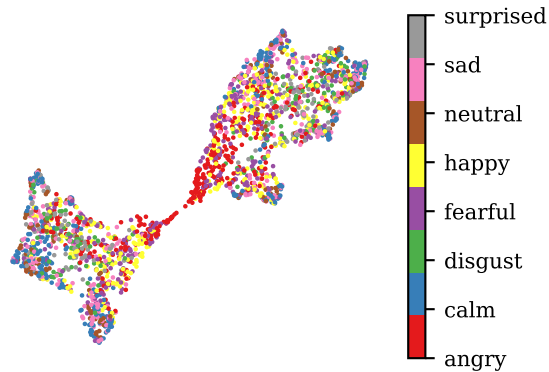 surprised
sad
neutral
happy
fearful
disgust
calm
angry